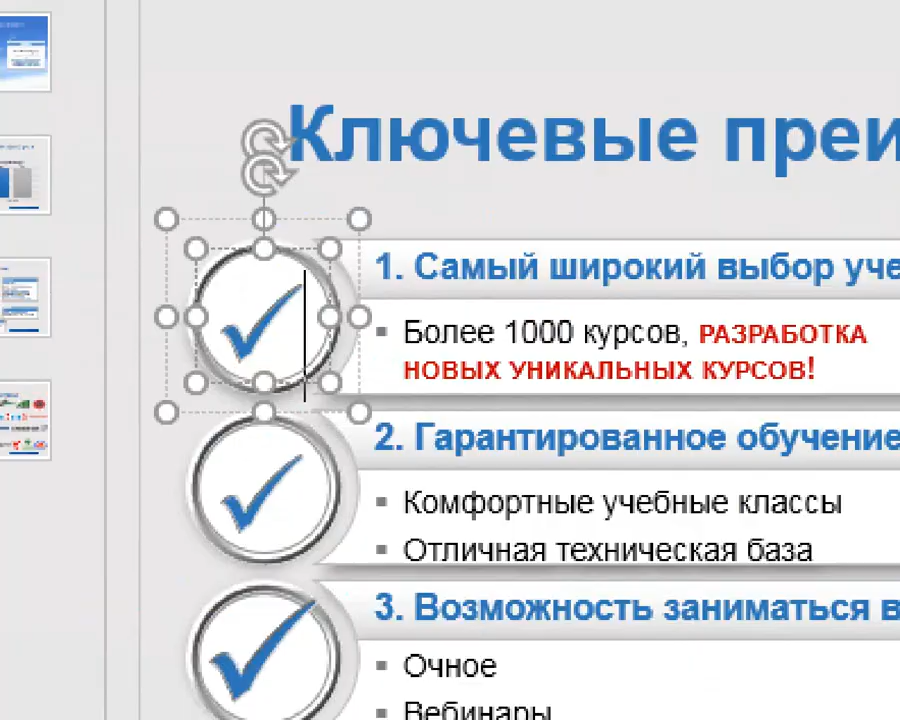 Ключевые преи
1. Самый широкий выбор уче
Более 1000 курсов, РАЗРАБОТКА
НОВЫХ УНИКАЛЬНЫХ КУРСОВ!
2. Гарантированное обучение
Комфортные учебные классы
Отличная техническая база
3. Возможность заниматься в
Очное
Вебинары